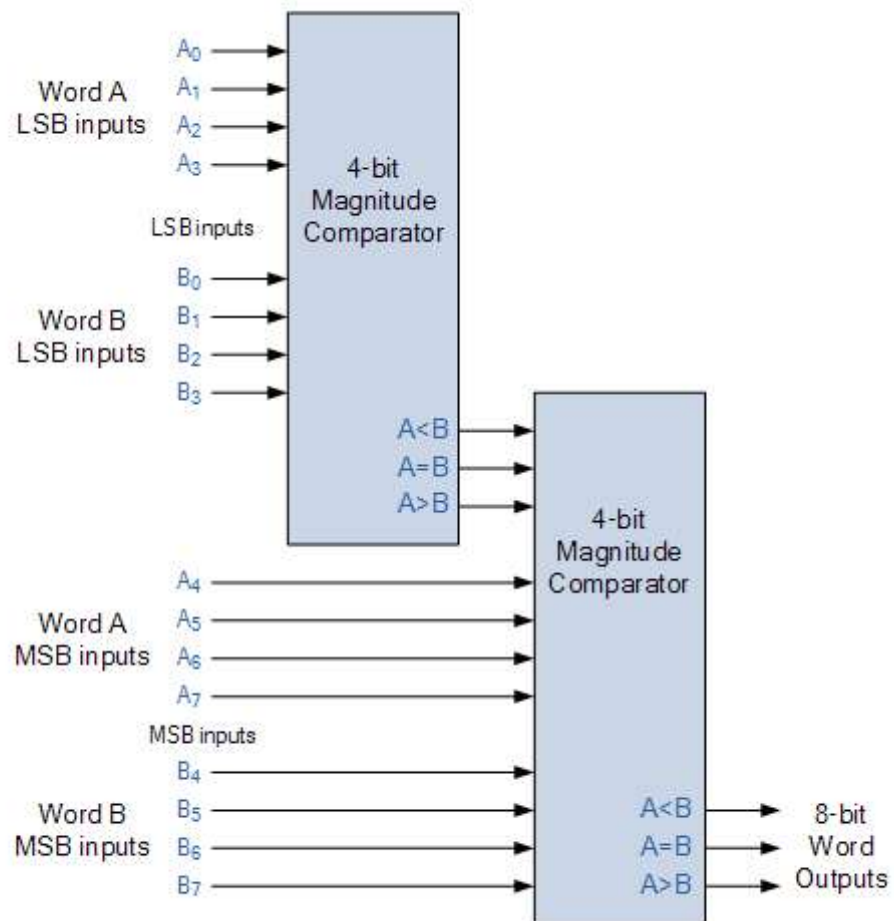 A₀
A₁
A₂
A₃
Word A
LSB inputs
LSB inputs
B₀
B₁
B₂
B₃
Word B
LSB inputs
4-bit
Magnitude
Comparator
A<B
A=B
A>B
A₄
A₅
A₆
A₇
Word A
MSB inputs
MSB inputs
B₄
B₅
B₆
B₇
Word B
MSB inputs
4-bit
Magnitude
Comparator
A<B
A=B
A>B
8-bit
Word
Outputs